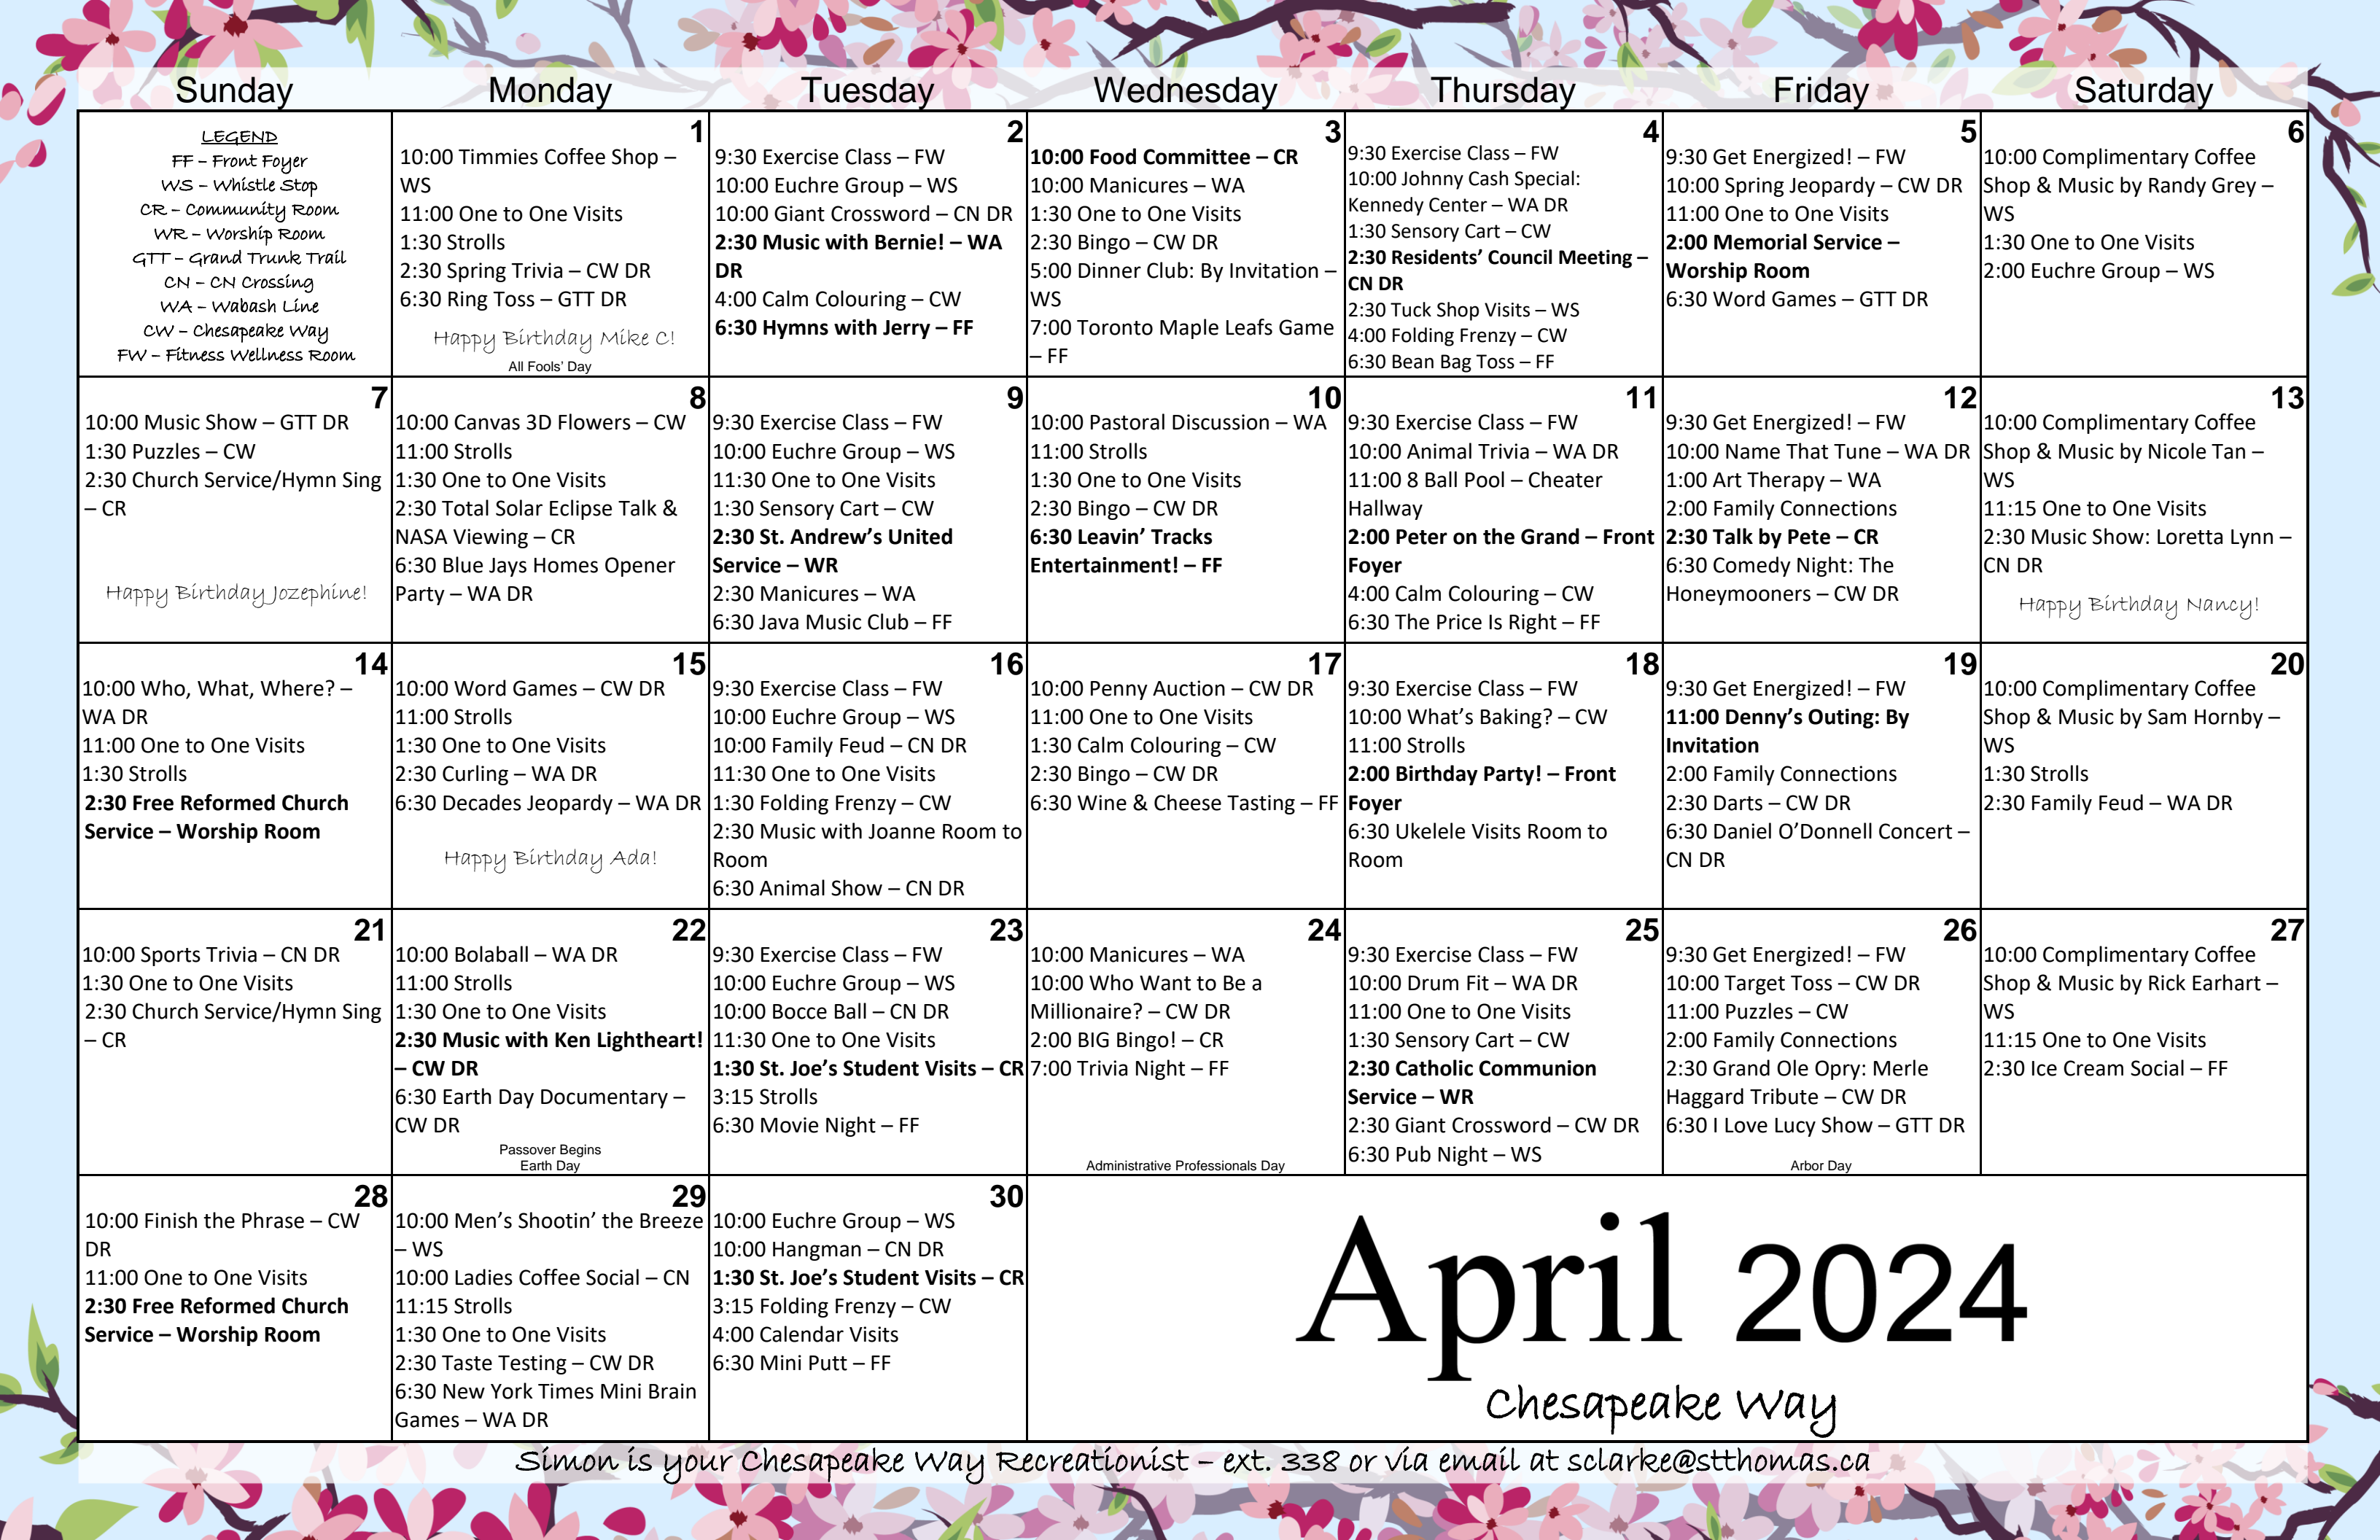 Sunday
Monday
Tuesday
Wednesday
Thursday
Friday
Saturday
LEGEND
FF – Front Foyer
WS – Whistle Stop
CR – Community Room
WR – Worship Room
GTT – Grand Trunk Trail
CN – CN Crossing
WA – Wabash Line
CW – Chesapeake Way
FW – Fitness Wellness Room
1
10:00 Timmies Coffee Shop –
WS
11:00 One to One Visits
1:30 Strolls
2:30 Spring Trivia – CW DR
6:30 Ring Toss – GTT DR
Happy Birthday Mike C!
All Fools' Day
2
9:30 Exercise Class – FW
10:00 Euchre Group – WS
10:00 Giant Crossword – CN DR
2:30 Music with Bernie! – WA
DR
4:00 Calm Colouring – CW
6:30 Hymns with Jerry – FF
3
10:00 Food Committee – CR
10:00 Manicures – WA
1:30 One to One Visits
2:30 Bingo – CW DR
5:00 Dinner Club: By Invitation –
WS
7:00 Toronto Maple Leafs Game
– FF
4
9:30 Exercise Class – FW
10:00 Johnny Cash Special:
Kennedy Center – WA DR
1:30 Sensory Cart – CW
2:30 Residents' Council Meeting –
CN DR
2:30 Tuck Shop Visits – WS
4:00 Folding Frenzy – CW
6:30 Bean Bag Toss – FF
5
9:30 Get Energized! – FW
10:00 Spring Jeopardy – CW DR
11:00 One to One Visits
2:00 Memorial Service –
Worship Room
6:30 Word Games – GTT DR
6
10:00 Complimentary Coffee
Shop & Music by Randy Grey –
WS
1:30 One to One Visits
2:00 Euchre Group – WS
7
10:00 Music Show – GTT DR
1:30 Puzzles – CW
2:30 Church Service/Hymn Sing
– CR
Happy Birthday Jozephine!
8
10:00 Canvas 3D Flowers – CW
11:00 Strolls
1:30 One to One Visits
2:30 Total Solar Eclipse Talk &
NASA Viewing – CR
6:30 Blue Jays Homes Opener
Party – WA DR
9
9:30 Exercise Class – FW
10:00 Euchre Group – WS
11:30 One to One Visits
1:30 Sensory Cart – CW
2:30 St. Andrew's United
Service – WR
2:30 Manicures – WA
6:30 Java Music Club – FF
10
10:00 Pastoral Discussion – WA
11:00 Strolls
1:30 One to One Visits
2:30 Bingo – CW DR
6:30 Leavin' Tracks
Entertainment! – FF
11
9:30 Exercise Class – FW
10:00 Animal Trivia – WA DR
11:00 8 Ball Pool – Cheater
Hallway
2:00 Peter on the Grand – Front
Foyer
4:00 Calm Colouring – CW
6:30 The Price Is Right – FF
12
9:30 Get Energized! – FW
10:00 Name That Tune – WA DR
1:00 Art Therapy – WA
2:00 Family Connections
2:30 Talk by Pete – CR
6:30 Comedy Night: The
Honeymooners – CW DR
13
10:00 Complimentary Coffee
Shop & Music by Nicole Tan –
WS
11:15 One to One Visits
2:30 Music Show: Loretta Lynn –
CN DR
Happy Birthday Nancy!
14
10:00 Who, What, Where? –
WA DR
11:00 One to One Visits
1:30 Strolls
2:30 Free Reformed Church
Service – Worship Room
15
10:00 Word Games – CW DR
11:00 Strolls
1:30 One to One Visits
2:30 Curling – WA DR
6:30 Decades Jeopardy – WA DR
Happy Birthday Ada!
16
9:30 Exercise Class – FW
10:00 Euchre Group – WS
10:00 Family Feud – CN DR
11:30 One to One Visits
1:30 Folding Frenzy – CW
2:30 Music with Joanne Room to
Room
6:30 Animal Show – CN DR
17
10:00 Penny Auction – CW DR
11:00 One to One Visits
1:30 Calm Colouring – CW
2:30 Bingo – CW DR
6:30 Wine & Cheese Tasting – FF
18
9:30 Exercise Class – FW
10:00 What's Baking? – CW
11:00 Strolls
2:00 Birthday Party! – Front
Foyer
6:30 Ukelele Visits Room to
Room
19
9:30 Get Energized! – FW
11:00 Denny's Outing: By
Invitation
2:00 Family Connections
2:30 Darts – CW DR
6:30 Daniel O'Donnell Concert –
CN DR
20
10:00 Complimentary Coffee
Shop & Music by Sam Hornby –
WS
1:30 Strolls
2:30 Family Feud – WA DR
21
10:00 Sports Trivia – CN DR
1:30 One to One Visits
2:30 Church Service/Hymn Sing
– CR
22
10:00 Bolaball – WA DR
11:00 Strolls
1:30 One to One Visits
2:30 Music with Ken Lightheart!
– CW DR
6:30 Earth Day Documentary –
CW DR
Passover Begins
Earth Day
23
9:30 Exercise Class – FW
10:00 Euchre Group – WS
10:00 Bocce Ball – CN DR
11:30 One to One Visits
1:30 St. Joe's Student Visits – CR
3:15 Strolls
6:30 Movie Night – FF
24
10:00 Manicures – WA
10:00 Who Want to Be a
Millionaire? – CW DR
2:00 BIG Bingo! – CR
7:00 Trivia Night – FF
Administrative Professionals Day
25
9:30 Exercise Class – FW
10:00 Drum Fit – WA DR
11:00 One to One Visits
1:30 Sensory Cart – CW
2:30 Catholic Communion
Service – WR
2:30 Giant Crossword – CW DR
6:30 Pub Night – WS
26
9:30 Get Energized! – FW
10:00 Target Toss – CW DR
11:00 Puzzles – CW
2:00 Family Connections
2:30 Grand Ole Opry: Merle
Haggard Tribute – CW DR
6:30 I Love Lucy Show – GTT DR
Arbor Day
27
10:00 Complimentary Coffee
Shop & Music by Rick Earhart –
WS
11:15 One to One Visits
2:30 Ice Cream Social – FF
28
10:00 Finish the Phrase – CW
DR
11:00 One to One Visits
2:30 Free Reformed Church
Service – Worship Room
29
10:00 Men's Shootin' the Breeze
– WS
10:00 Ladies Coffee Social – CN
11:15 Strolls
1:30 One to One Visits
2:30 Taste Testing – CW DR
6:30 New York Times Mini Brain
Games – WA DR
30
10:00 Euchre Group – WS
10:00 Hangman – CN DR
1:30 St. Joe's Student Visits – CR
3:15 Folding Frenzy – CW
4:00 Calendar Visits
6:30 Mini Putt – FF
April 2024
Chesapeake Way
Simon is your Chesapeake Way Recreationist – ext. 338 or via email at sclarke@stthomas.ca